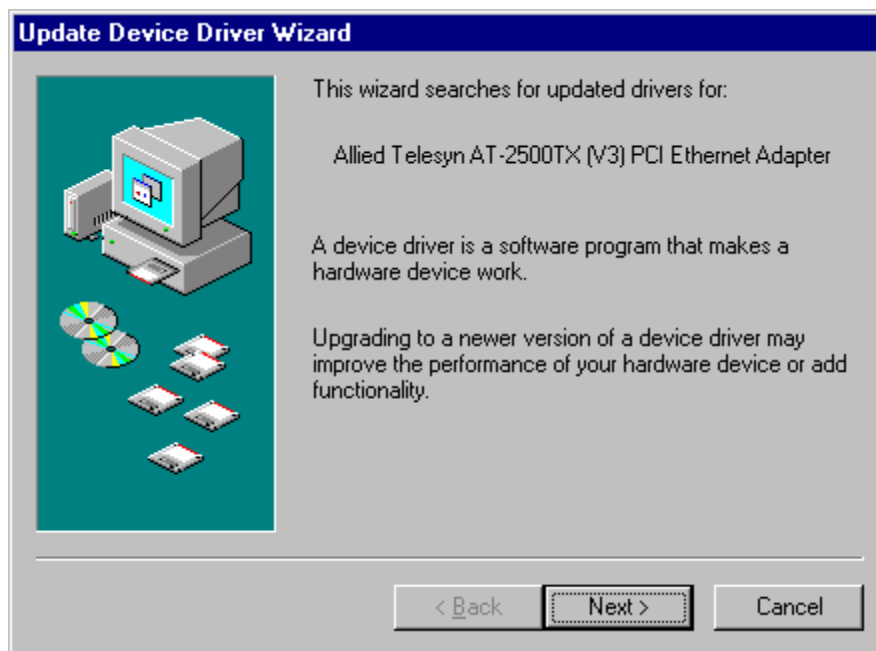 Update Device Driver Wizard
This wizard searches for updated drivers for:
Allied Telesyn AT-2500TX (V3) PCI Ethernet Adapter
A device driver is a software program that makes a
hardware device work.
Upgrading to a newer version of a device driver may
improve the performance of your hardware device or add
functionality.
< Back
Next >
Cancel